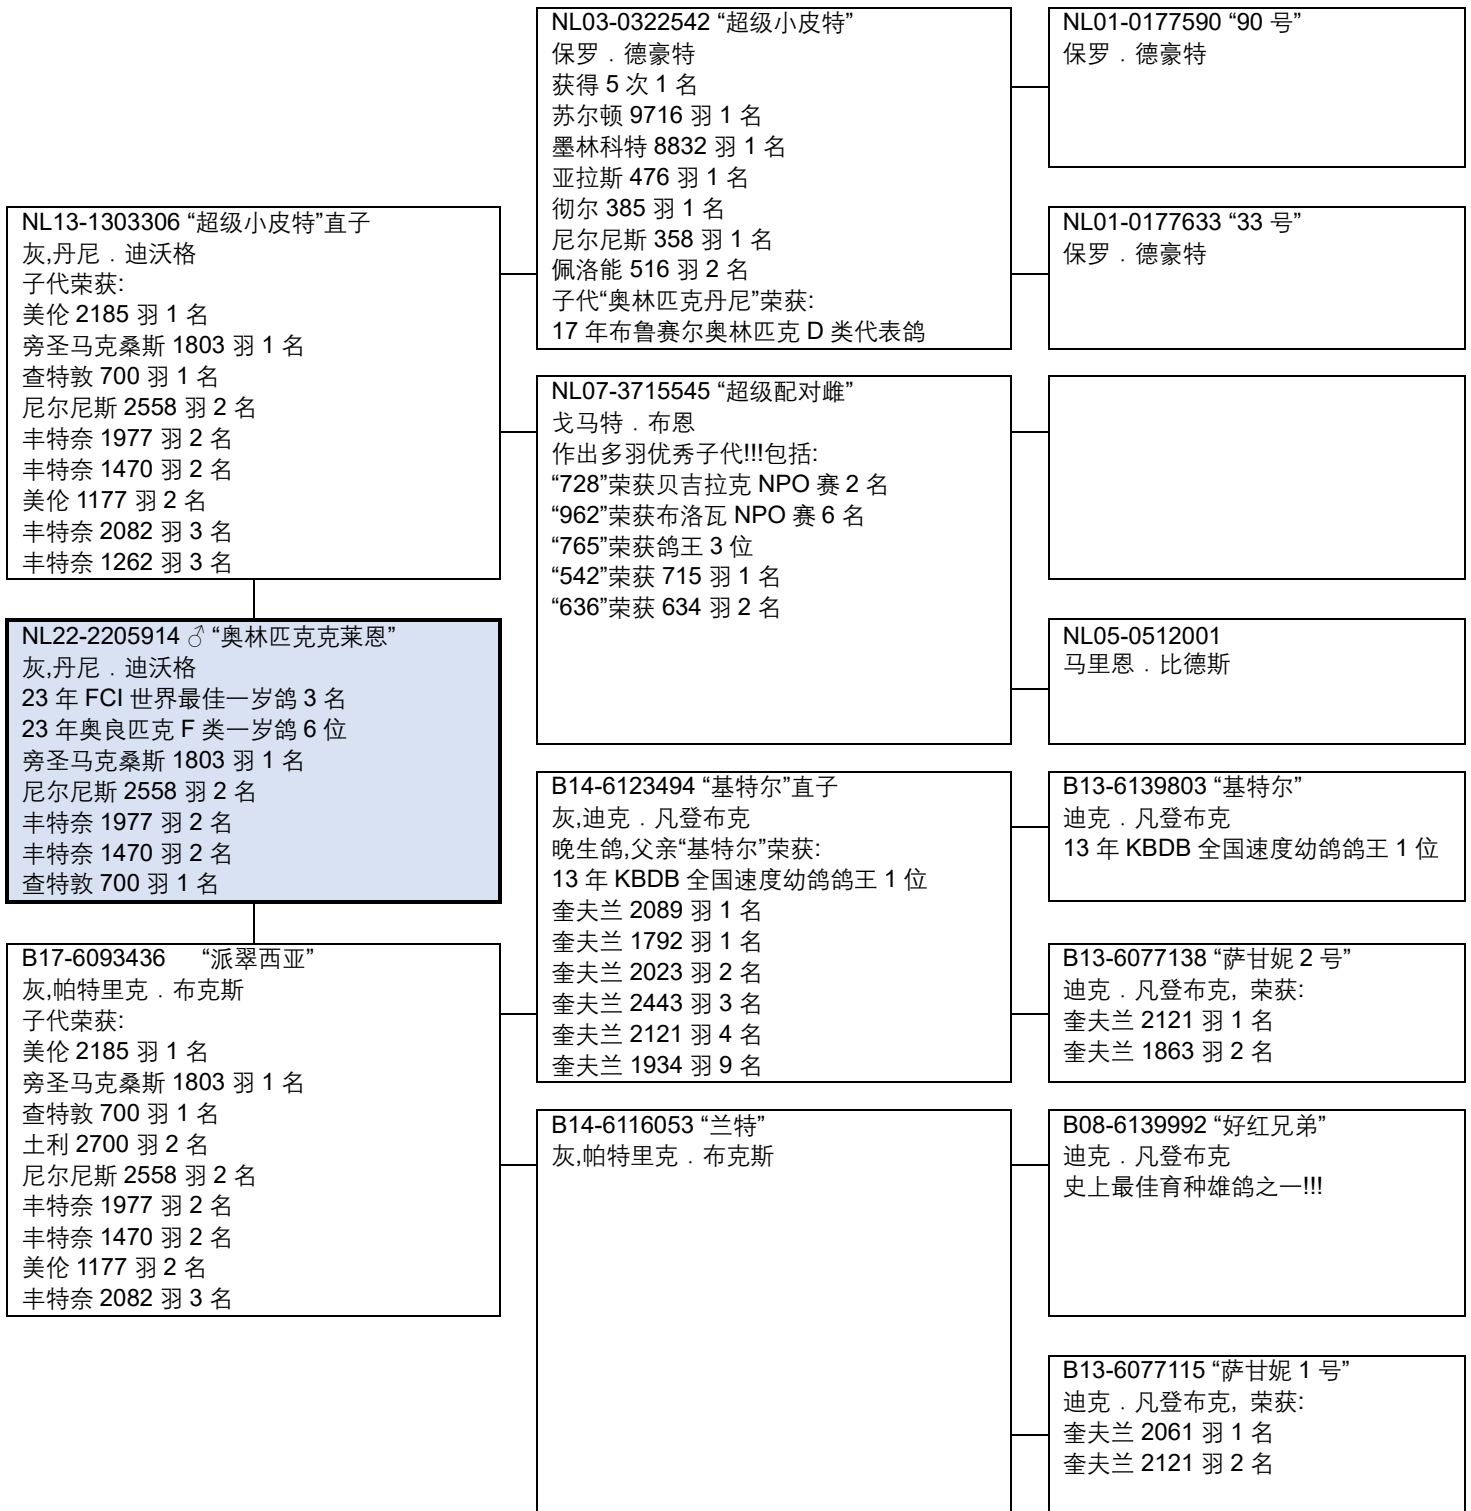 NL13-1303306 “超级小皮特”直子
灰,丹尼﹒迪沃格
子代荣获:
美伦 2185 羽 1 名
旁圣马克桑斯 1803 羽 1 名
查特敦 700 羽 1 名
尼尔尼斯 2558 羽 2 名
丰特奈 1977 羽 2 名
丰特奈 1470 羽 2 名
美伦 1177 羽 2 名
丰特奈 2082 羽 3 名
丰特奈 1262 羽 3 名
NL22-2205914 ♂ “奥林匹克克莱恩”
灰,丹尼﹒迪沃格
23 年 FCI 世界最佳一岁鸽 3 名
23 年奥良匹克 F 类一岁鸽 6 位
旁圣马克桑斯 1803 羽 1 名
尼尔尼斯 2558 羽 2 名
丰特奈 1977 羽 2 名
丰特奈 1470 羽 2 名
查特敦 700 羽 1 名
B17-6093436 “派翠西亚”
灰,帕特里克﹒布克斯
子代荣获:
美伦 2185 羽 1 名
旁圣马克桑斯 1803 羽 1 名
查特敦 700 羽 1 名
土利 2700 羽 2 名
尼尔尼斯 2558 羽 2 名
丰特奈 1977 羽 2 名
丰特奈 1470 羽 2 名
美伦 1177 羽 2 名
丰特奈 2082 羽 3 名
NL03-0322542 “超级小皮特”
保罗﹒德豪特
获得 5 次 1 名
苏尔顿 9716 羽 1 名
墨林科特 8832 羽 1 名
亚拉斯 476 羽 1 名
彻尔 385 羽 1 名
尼尔尼斯 358 羽 1 名
佩洛能 516 羽 2 名
子代“奥林匹克丹尼”荣获:
17 年布鲁赛尔奥林匹克 D 类代表鸽
NL07-3715545 “超级配对雌”
戈马特﹒布恩
作出多羽优秀子代!!!包括:
“728”荣获贝吉拉克 NPO 赛 2 名
“962”荣获布洛瓦 NPO 赛 6 名
“765”荣获鸽王 3 位
“542”荣获 715 羽 1 名
“636”荣获 634 羽 2 名
B14-6123494 “基特尔”直子
灰,迪克﹒凡登布克
晚生鸽,父亲“基特尔”荣获:
13 年 KBDB 全国速度幼鸽鸽王 1 位
奎夫兰 2089 羽 1 名
奎夫兰 1792 羽 1 名
奎夫兰 2023 羽 2 名
奎夫兰 2443 羽 3 名
奎夫兰 2121 羽 4 名
奎夫兰 1934 羽 9 名
B14-6116053 “兰特”
灰,帕特里克﹒布克斯
NL01-0177590 “90 号”
保罗﹒德豪特
NL01-0177633 “33 号”
保罗﹒德豪特
NL05-0512001
马里恩﹒比德斯
B13-6139803 “基特尔”
迪克﹒凡登布克
13 年 KBDB 全国速度幼鸽鸽王 1 位
B13-6077138 “萨甘妮 2 号”
迪克﹒凡登布克, 荣获:
奎夫兰 2121 羽 1 名
奎夫兰 1863 羽 2 名
B08-6139992 “好红兄弟”
迪克﹒凡登布克
史上最佳育种雄鸽之一!!!
B13-6077115 “萨甘妮 1 号”
迪克﹒凡登布克, 荣获:
奎夫兰 2061 羽 1 名
奎夫兰 2121 羽 2 名